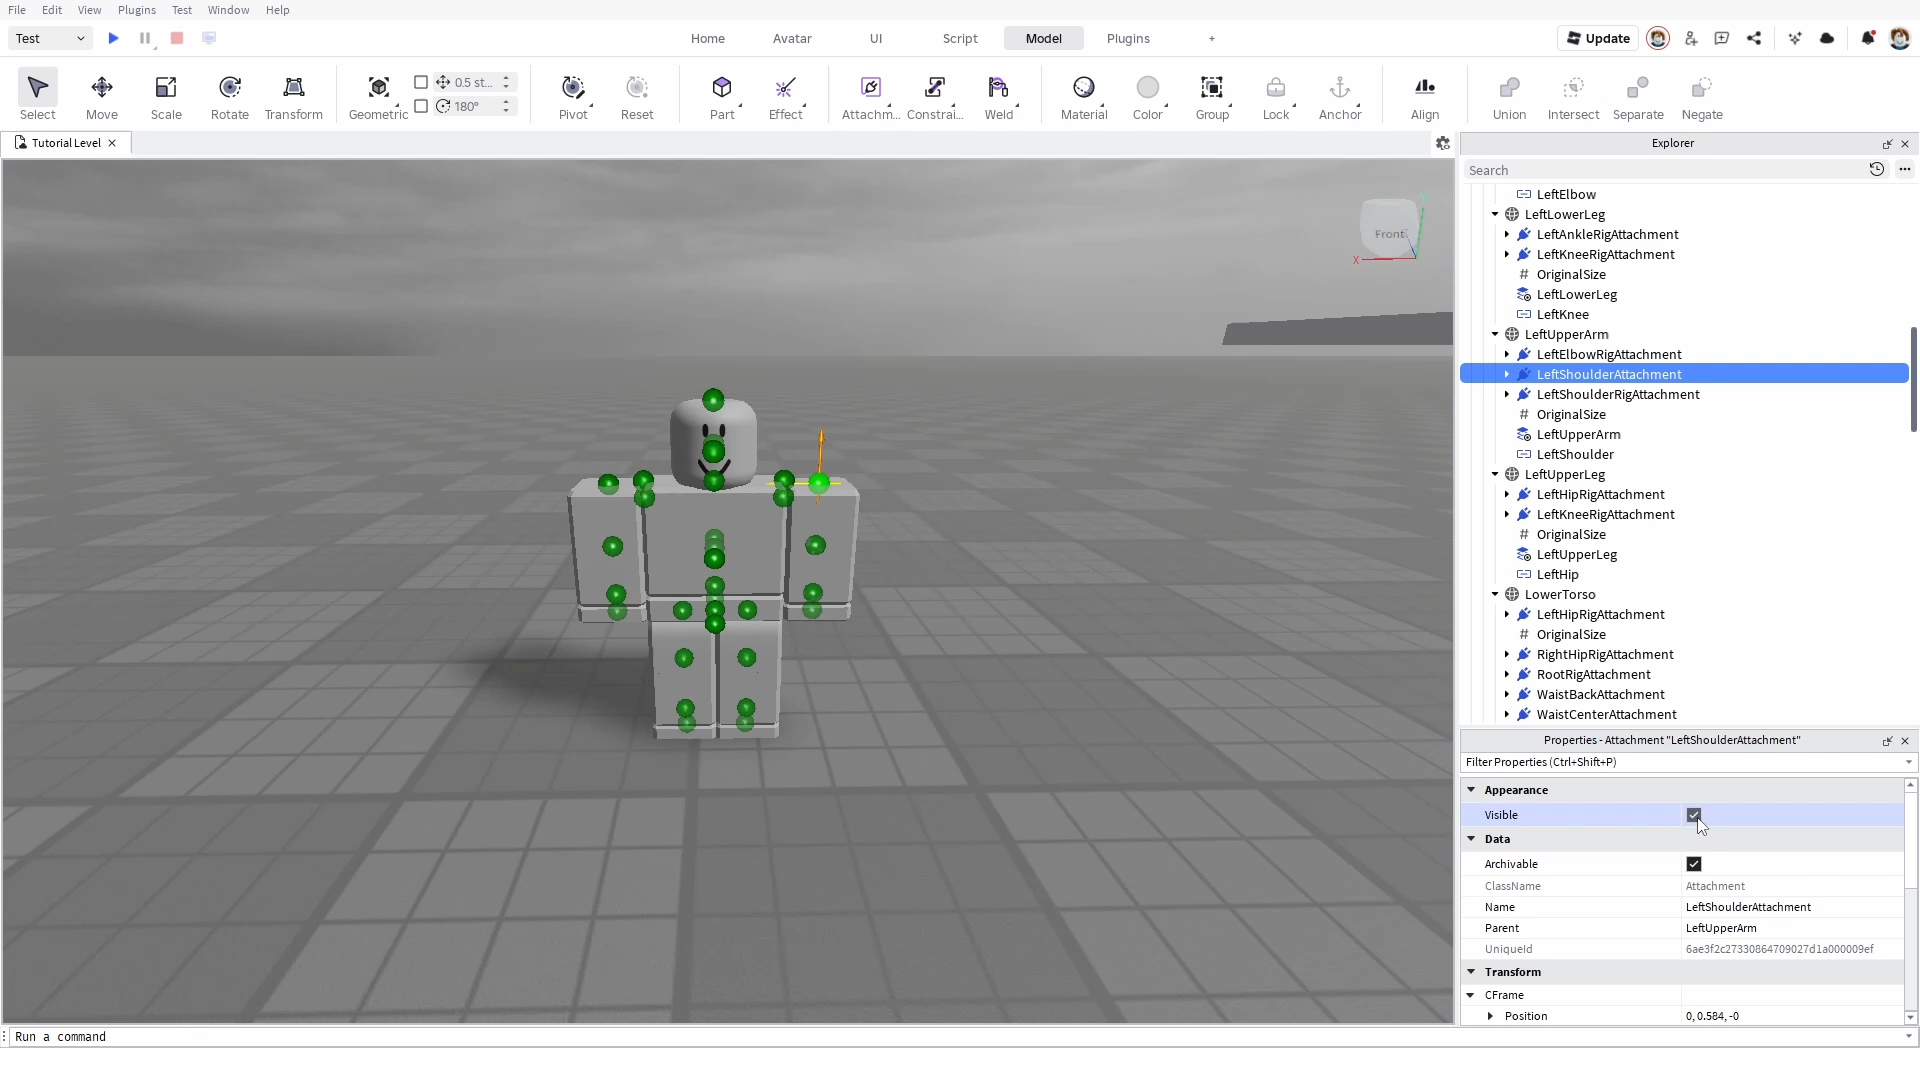 File Edit View Plugins Test Window Help
Test Home Avatar UI Script Model Plugins + Update
Select Move Scale Rotate Transform Geometric 0.5 st... 180° Pivot Reset Part Effect Attachm... Constrai... Weld Material Color Group Lock Anchor Align Union Intersect Separate Negate
Tutorial Level
Front
X
Y
Explorer
Search
LeftElbow
LeftLowerLeg
LeftAnkleRigAttachment
LeftKneeRigAttachment
# OriginalSize
LeftLowerLeg
LeftKnee
LeftUpperArm
LeftElbowRigAttachment
LeftShoulderAttachment
LeftShoulderRigAttachment
# OriginalSize
LeftUpperArm
LeftShoulder
LeftUpperLeg
LeftHipRigAttachment
LeftKneeRigAttachment
# OriginalSize
LeftUpperLeg
LeftHip
LowerTorso
LeftHipRigAttachment
# OriginalSize
RightHipRigAttachment
RootRigAttachment
WaistBackAttachment
WaistCenterAttachment
Properties - Attachment "LeftShoulderAttachment"
Filter Properties (Ctrl+Shift+P)
Appearance
Visible
Data
Archivable
ClassName Attachment
Name LeftShoulderAttachment
Parent LeftUpperArm
UniqueId 6ae3f2c27330864709027d1a000009ef
Transform
CFrame
Position 0, 0.584, -0
Run a command